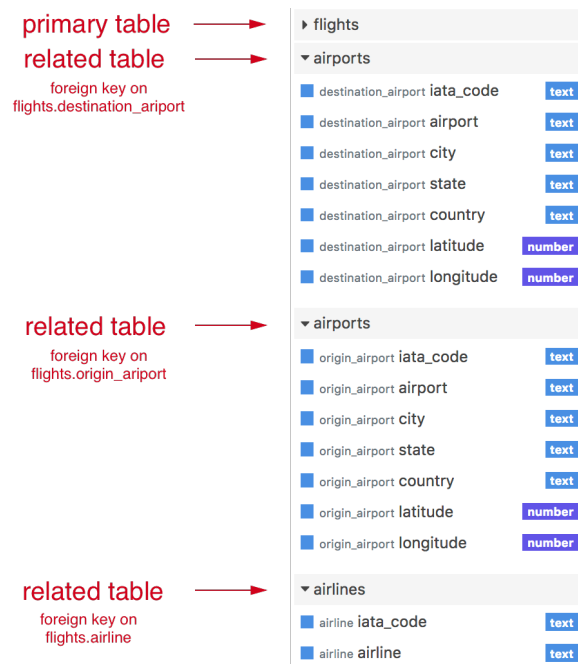 primary table
flights
related table
airports
foreign key on
flights.destination_ariport
destination_airport iata_code text
destination_airport airport text
destination_airport city text
destination_airport state text
destination_airport country text
destination_airport latitude number
destination_airport longitude number
related table
airports
foreign key on
flights.origin_ariport
origin_airport iata_code text
origin_airport airport text
origin_airport city text
origin_airport state text
origin_airport country text
origin_airport latitude number
origin_airport longitude number
related table
airlines
foreign key on
flights.airline
airline iata_code text
airline airline text